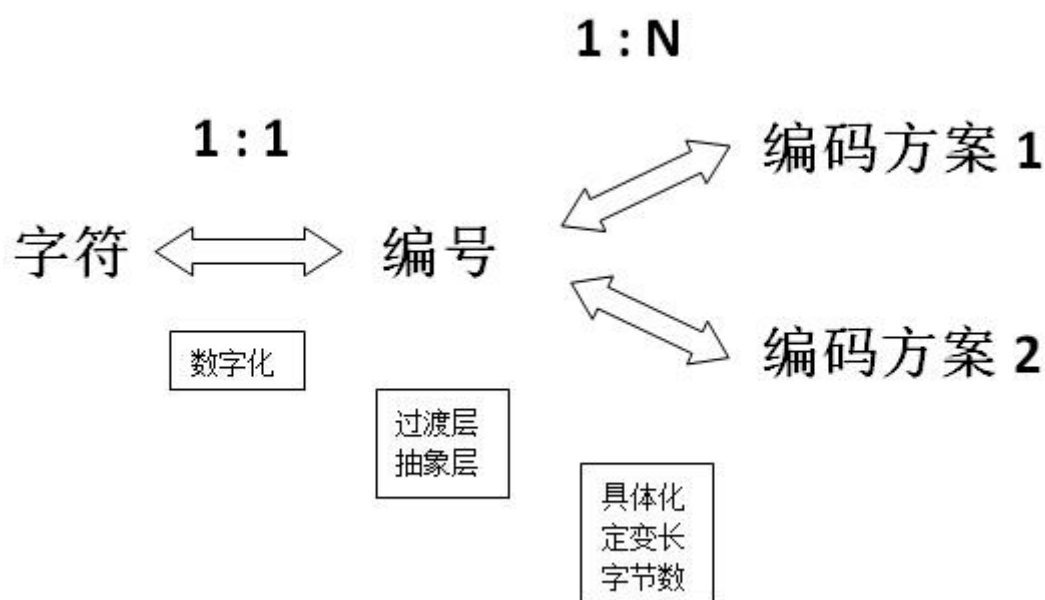 1 : N
1 : 1
编码方案 1
字符
编号
数字化
编码方案 2
过渡层
抽象层
具体化
定变长
字节数